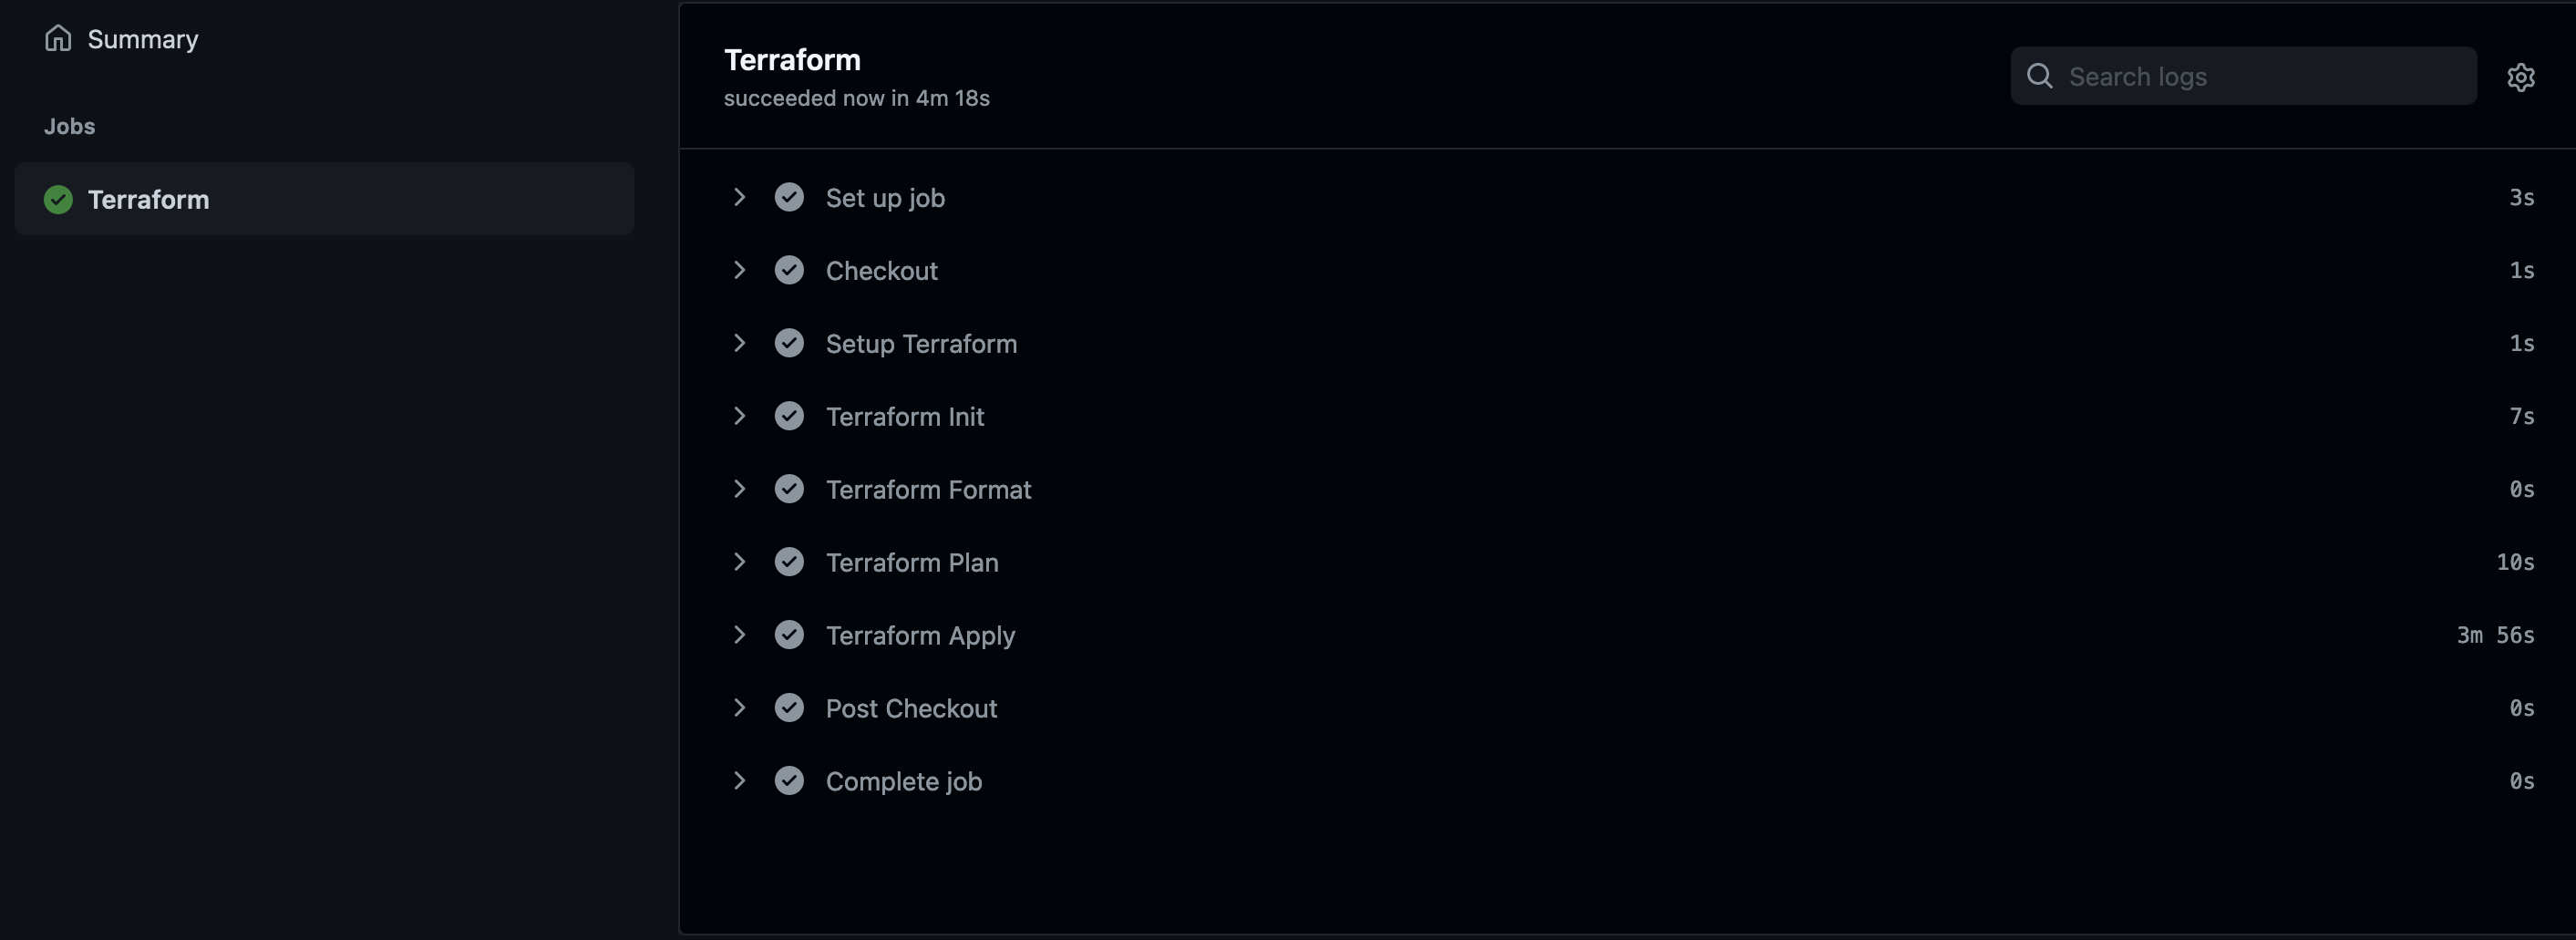 Summary
Jobs
Terraform
Terraform
succeeded now in 4m 18s
Search logs
Set up job 3s
Checkout 1s
Setup Terraform 1s
Terraform Init 7s
Terraform Format 0s
Terraform Plan 10s
Terraform Apply 3m 56s
Post Checkout 0s
Complete job 0s